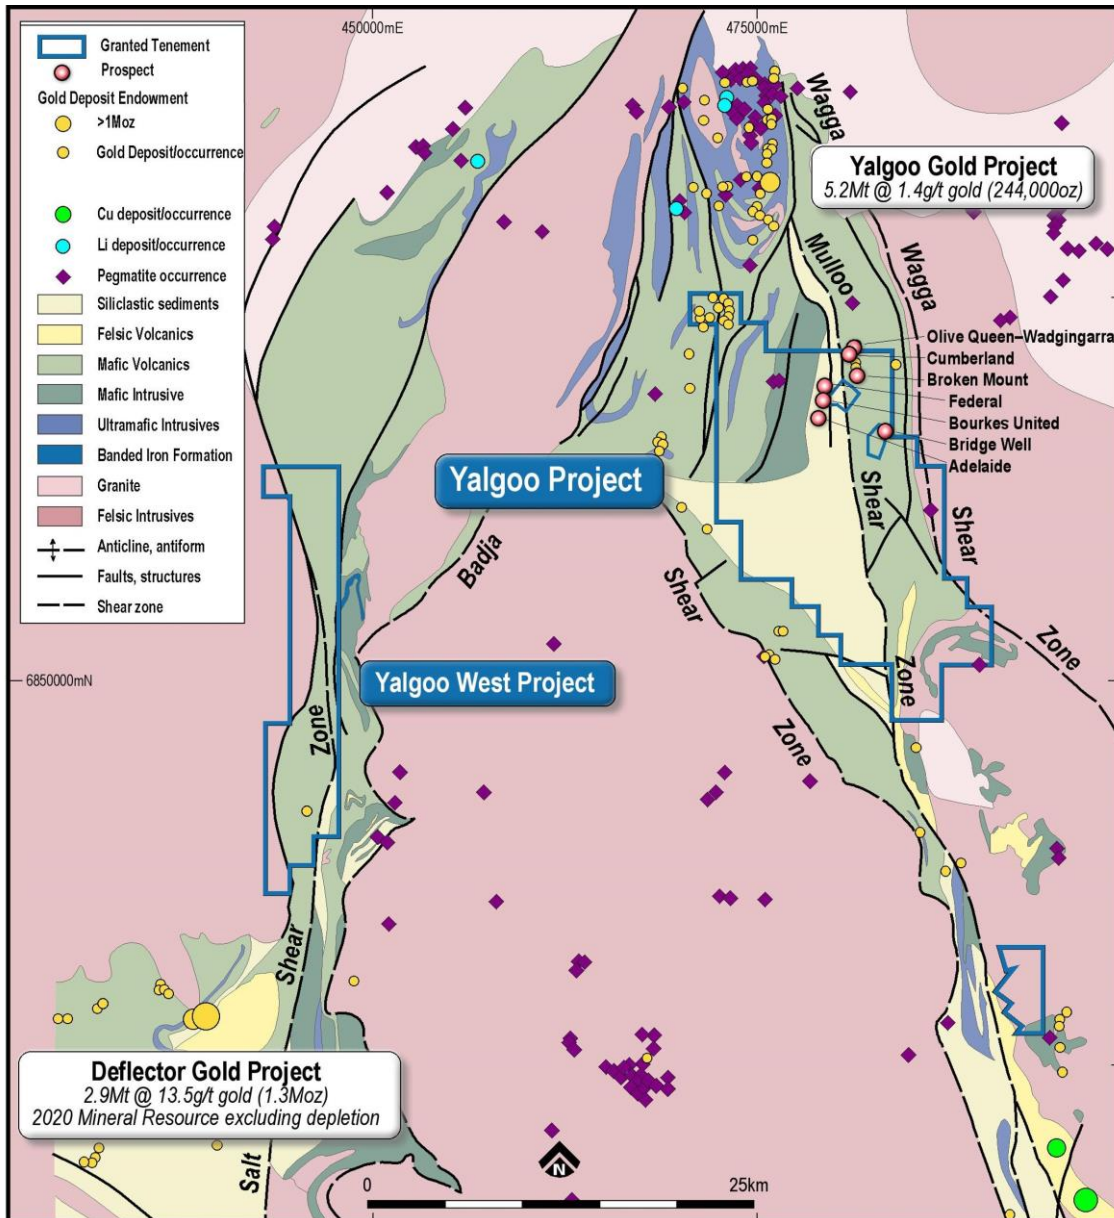 450000mE
475000mE
Granted Tenement
Prospect
Gold Deposit Endowment
>1Moz
Gold Deposit/occurrence
Cu deposit/occurrence
Li deposit/occurrence
Pegmatite occurrence
Siliclastic sediments
Felsic Volcanics
Mafic Volcanics
Mafic Intrusive
Ultramafic Intrusives
Banded Iron Formation
Granite
Felsic Intrusives
Anticline, antiform
Faults, structures
Shear zone
Wagga
Yalgoo Gold Project
5.2Mt @ 1.4g/t gold (244,000oz)
Mulloo
Wagga
Olive Queen–Wadgingarra
Cumberland
Broken Mount
Federal
Bourkes United
Bridge Well
Adelaide
Yalgoo Project
Badja
Shear
Shear
Shear
Zone
Zone
Zone
6850000mN
Yalgoo West Project
Zone
Shear
Salt
Deflector Gold Project
2.9Mt @ 13.5g/t gold (1.3Moz)
2020 Mineral Resource excluding depletion
N
0
25km